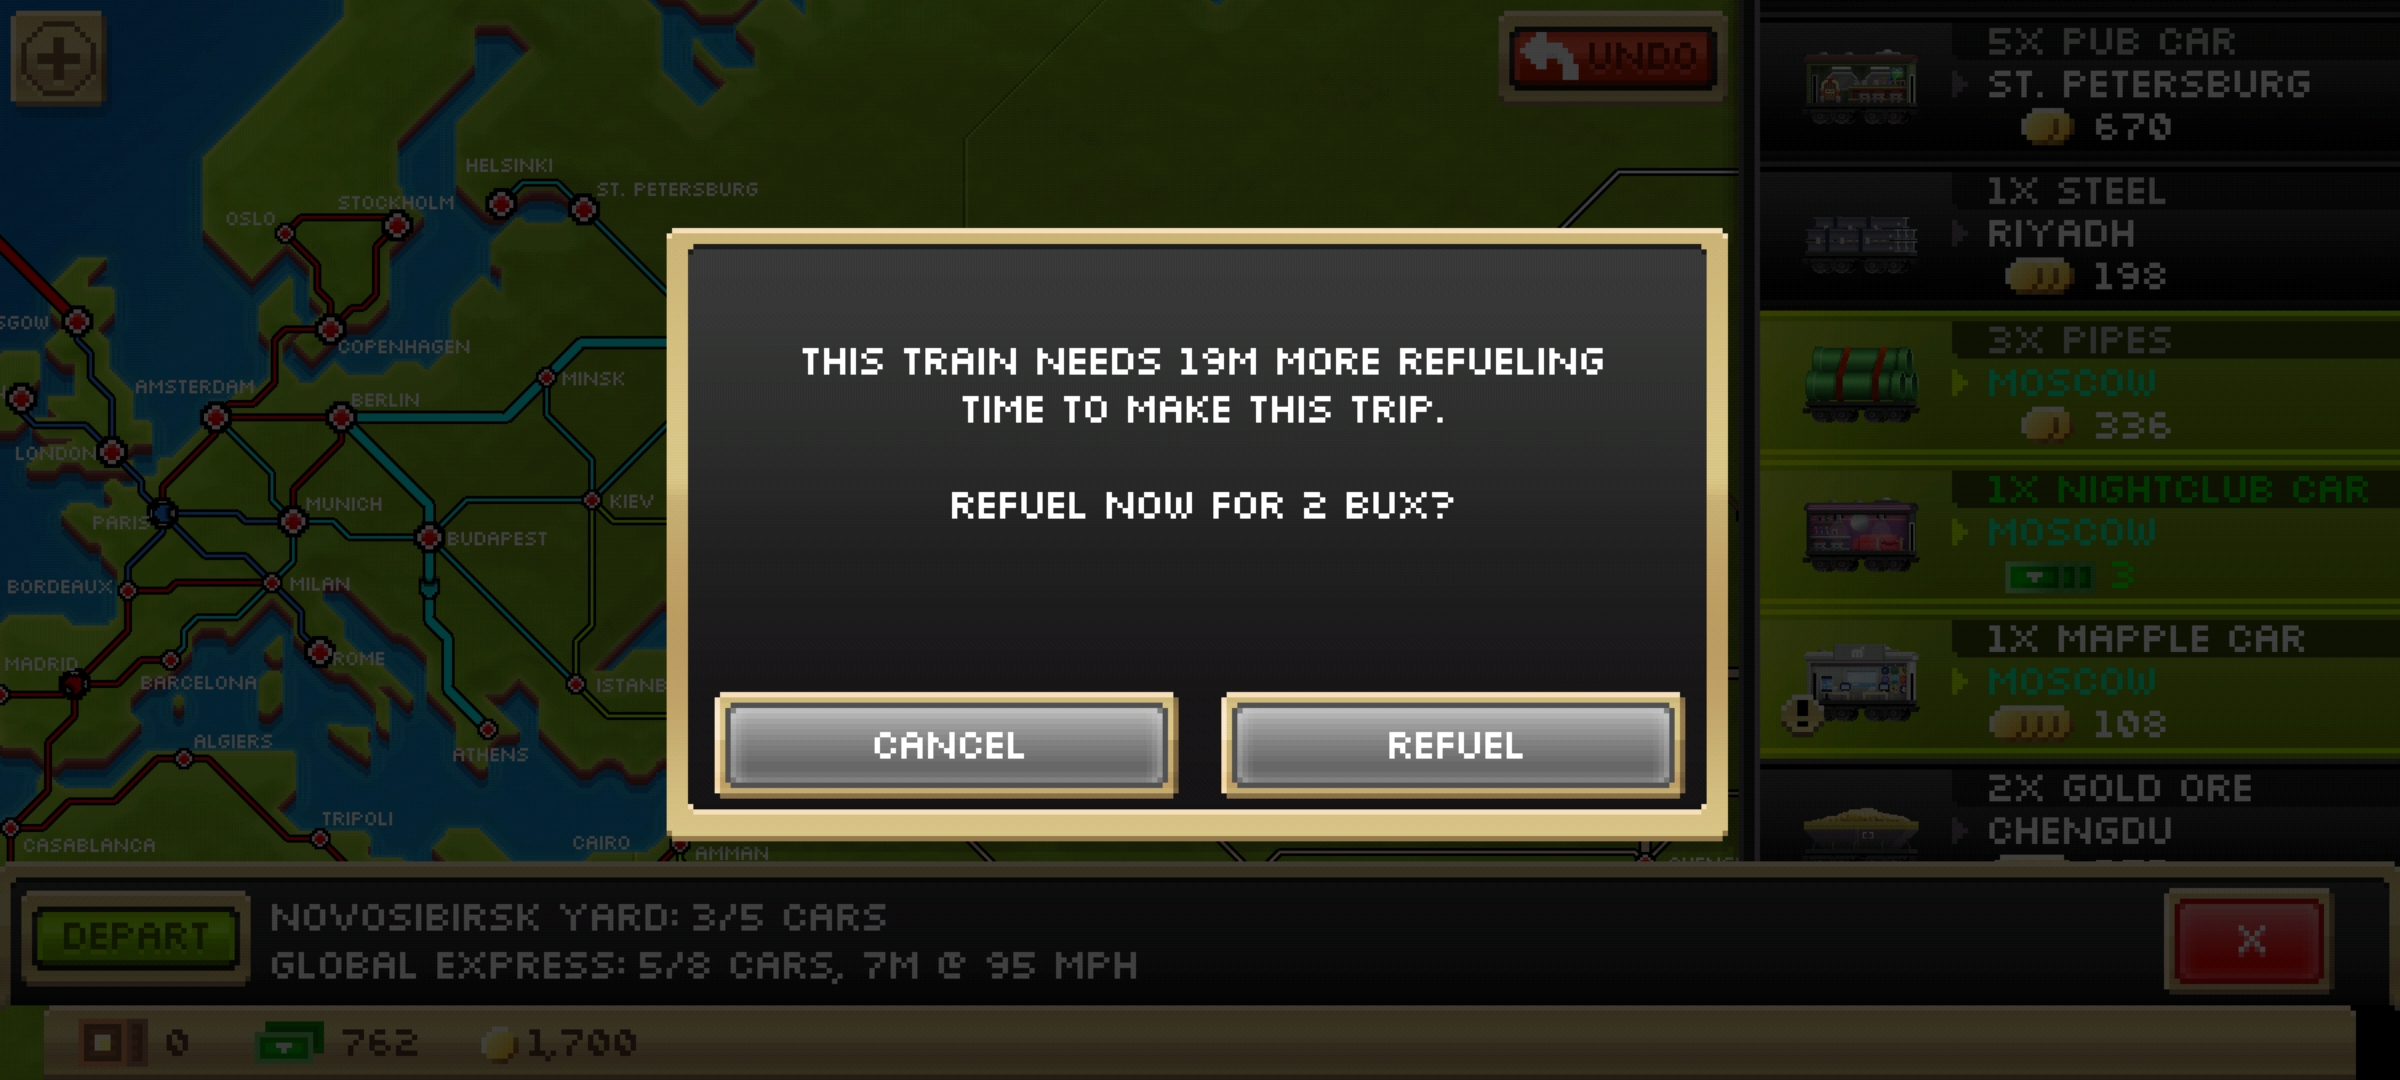 UNDO
HELSINKI
ST. PETERSBURG
STOCKHOLM
OSLO
SGOW
COPENHAGEN
AMSTERDAM
BERLIN
MINSK
LONDON
MUNICH
KIEV
PARIS
BUDAPEST
BORDEAUX
MILAN
MADRID
ROME
BARCELONA
ISTANB
ALGIERS
ATHENS
TRIPOLI
CASABLANCA
CAIRO
AMMAN
THIS TRAIN NEEDS 19M MORE REFUELING
TIME TO MAKE THIS TRIP.
REFUEL NOW FOR 2 BUX?
CANCEL
REFUEL
5X PUB CAR
ST. PETERSBURG
670
1X STEEL
RIYADH
198
3X PIPES
MOSCOW
336
1X NIGHTCLUB CAR
MOSCOW
3
1X MAPPLE CAR
MOSCOW
108
2X GOLD ORE
CHENGDU
DEPART
NOVOSIBIRSK YARD: 3/5 CARS
GLOBAL EXPRESS: 5/8 CARS, 7M @ 95 MPH
X
0
762
1,700